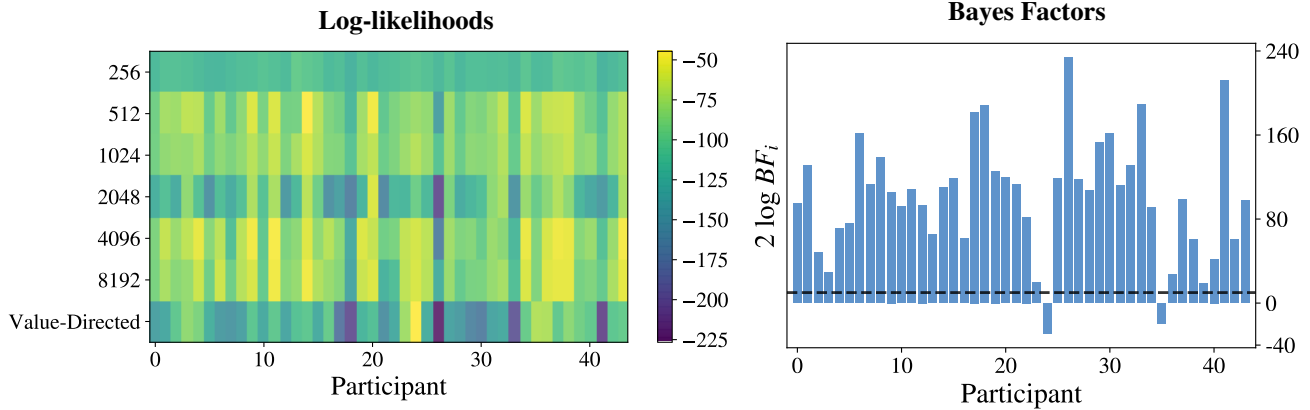 Log-likelihoods
256
512
1024
2048
4096
8192
Value-Directed
0 10 20 30 40
Participant
−50
−75
−100
−125
−150
−175
−200
−225
Bayes Factors
2 log BFᵢ
240
160
80
0
-40
0 10 20 30 40
Participant